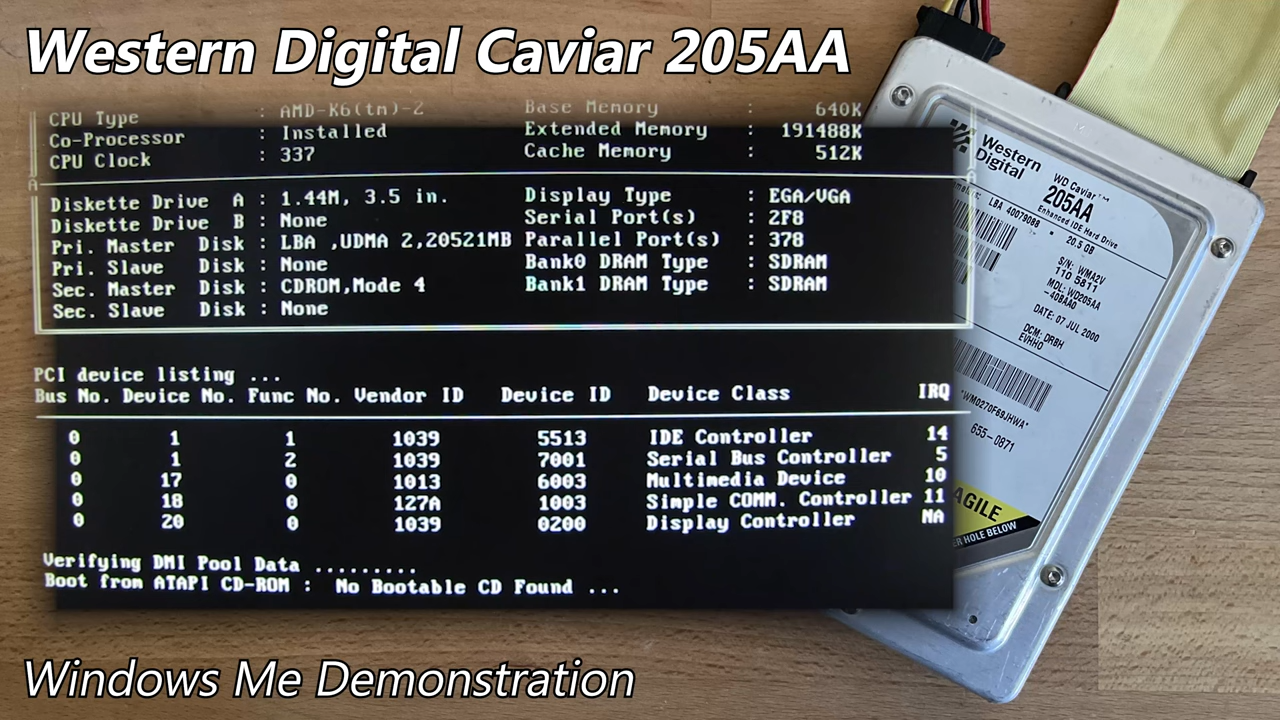 Western Digital Caviar 205AA
CPU Type : AMD-K6(tm)-2 Base Memory : 640K
Co-Processor : Installed Extended Memory : 191488K
CPU Clock : 337 Cache Memory : 512K
Diskette Drive A : 1.44M, 3.5 in. Display Type : EGA/VGA
Diskette Drive B : None Serial Port(s) : 2F8
Pri. Master Disk : LBA ,UDMA 2,20521MB Parallel Port(s) : 378
Pri. Slave Disk : None Bank0 DRAM Type : SDRAM
Sec. Master Disk : CDROM,Mode 4 Bank1 DRAM Type : SDRAM
Sec. Slave Disk : None
PCI device listing ...
Bus No. Device No. Func No. Vendor ID Device ID Device Class IRQ
0 1 1 1039 5513 IDE Controller 14
0 1 2 1039 7001 Serial Bus Controller 5
0 17 0 1013 6003 Multimedia Device 10
0 18 0 127A 1003 Simple COMM. Controller 11
0 20 0 1039 0200 Display Controller NA
Verifying DMI Pool Data .........
Boot from ATAPI CD-ROM : No Bootable CD Found ...
Western
Digital
WD Caviar™
205AA
Enhanced IDE Hard Drive
LBA 40079088 • 20.5 GB
S/N: WMA2V
110 5811
MDL: WD205AA
-40BAA0
DATE: 07 JUL 2000
DCM: DRBH
EVHHO
*WM0270F89JHWA*
655-0871
AGILE
ER HOLE BELOW
Windows Me Demonstration